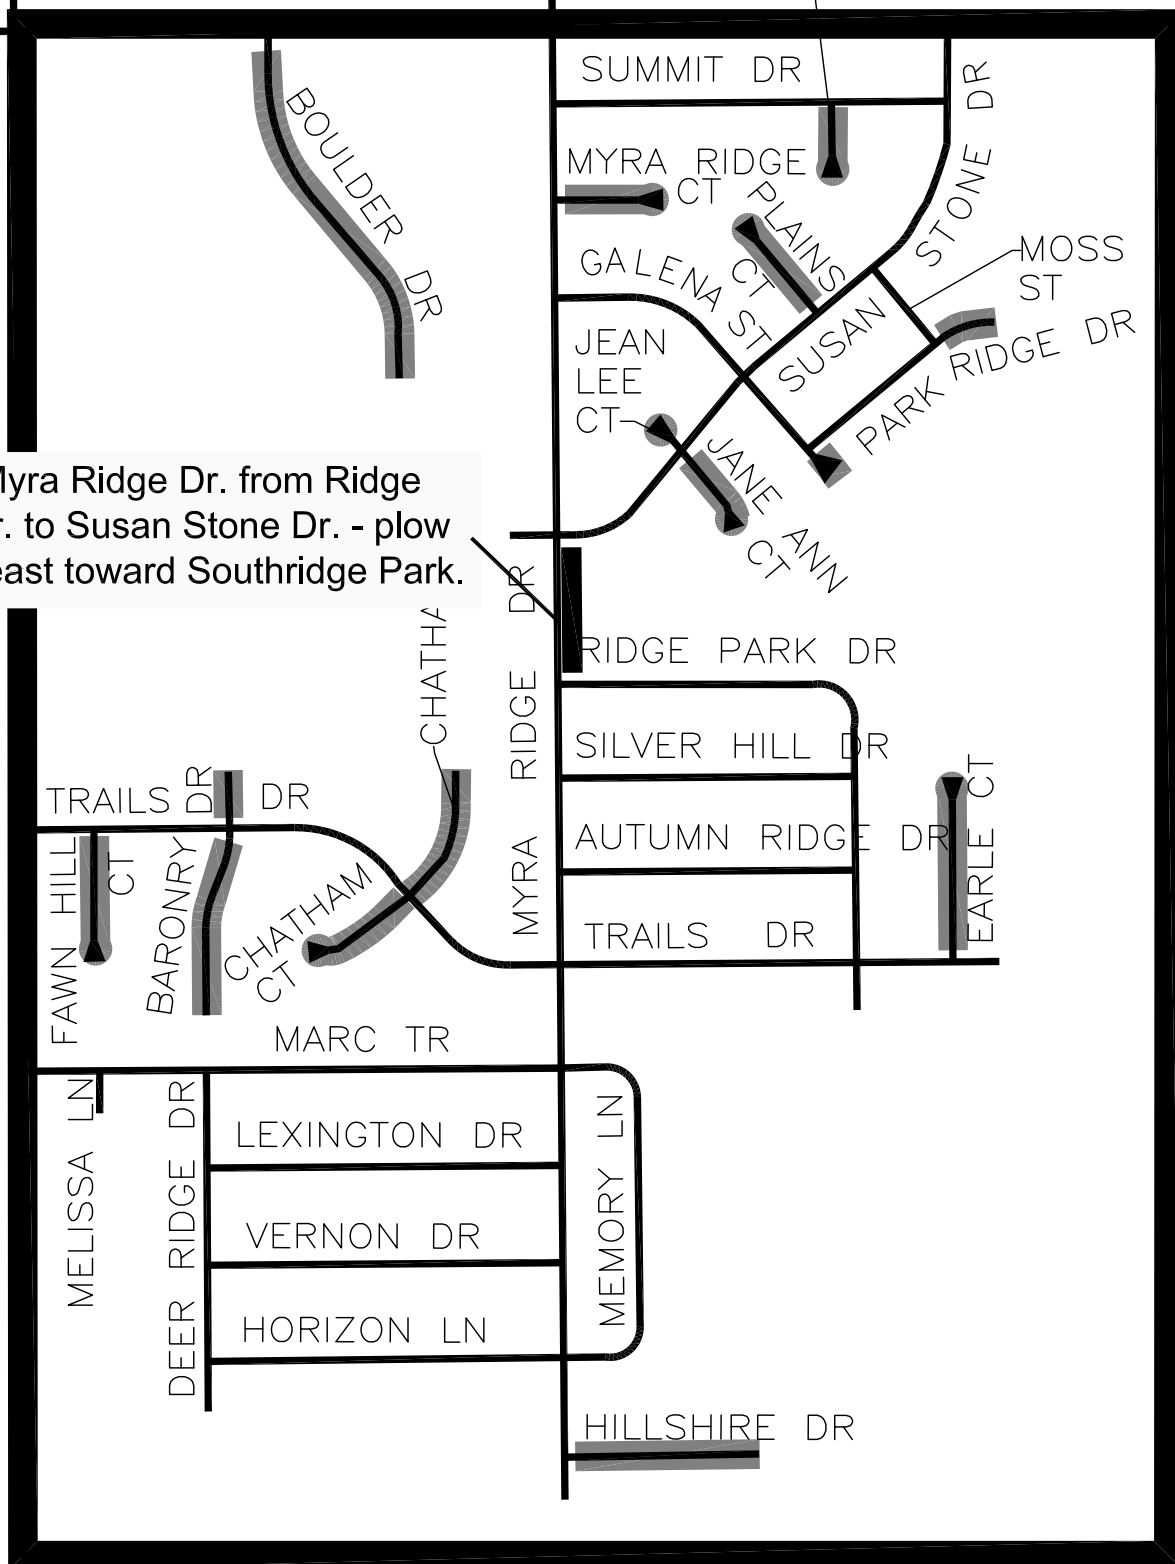 SUMMIT DR
BOULDER DR
MYRA RIDGE
CT
PLAINS
CT
SUSAN STONE DR
MOSS
ST
GALENA ST
PARK RIDGE DR
JEAN
LEE
CT
JANE ANN
CT
Myra Ridge Dr. from Ridge
r. to Susan Stone Dr. - plow
east toward Southridge Park.
CHATHA
MYRA RIDGE DR
RIDGE PARK DR
SILVER HILL DR
AUTUMN RIDGE DR
EARLE CT
TRAILS DR
TRAILS DR
FAWN HILL
CT
BARONRY DR
CHATHAM
CT
MARC TR
MELISSA LN
DEER RIDGE DR
LEXINGTON DR
VERNON DR
HORIZON LN
MEMORY LN
HILLSHIRE DR